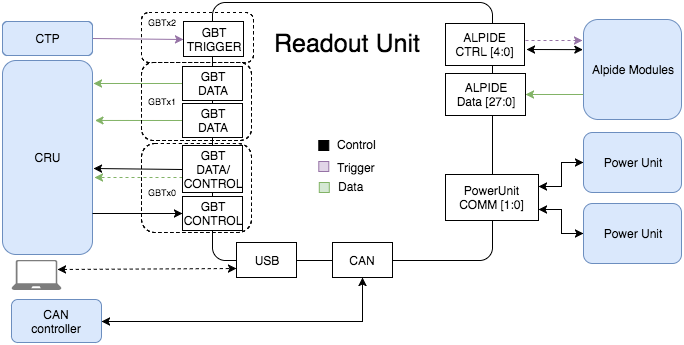 GBTx2
CTP
GBT
TRIGGER
Readout Unit
ALPIDE
CTRL [4:0]
Alpide Modules
GBT
DATA
GBTx1
GBT
DATA
ALPIDE
Data [27:0]
CRU
Control
Trigger
Data
GBT
DATA/
CONTROL
GBTx0
GBT
CONTROL
PowerUnit
COMM [1:0]
Power Unit
Power Unit
USB
CAN
CAN
controller